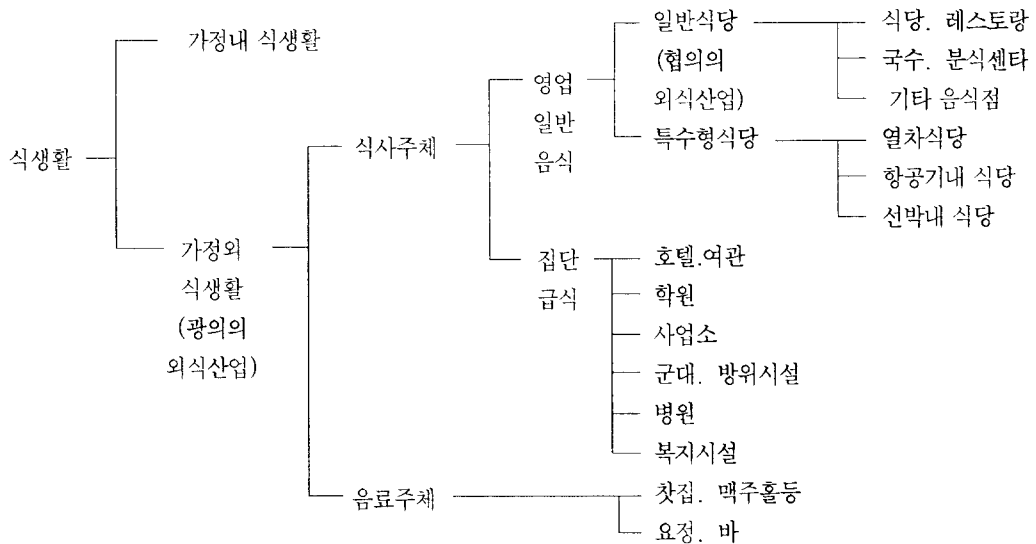 식생활
가정내 식생활
가정외
식생활
(광의의
외식산업)
식사주체
영업
일반
음식
일반식당
(협의의
외식산업)
식당. 레스토랑
국수. 분식센타
기타 음식점
특수형식당
열차식당
항공기내 식당
선박내 식당
집단
급식
호텔.여관
학원
사업소
군대. 방위시설
병원
복지시설
음료주체
찻집. 맥주홀등
요정. 바